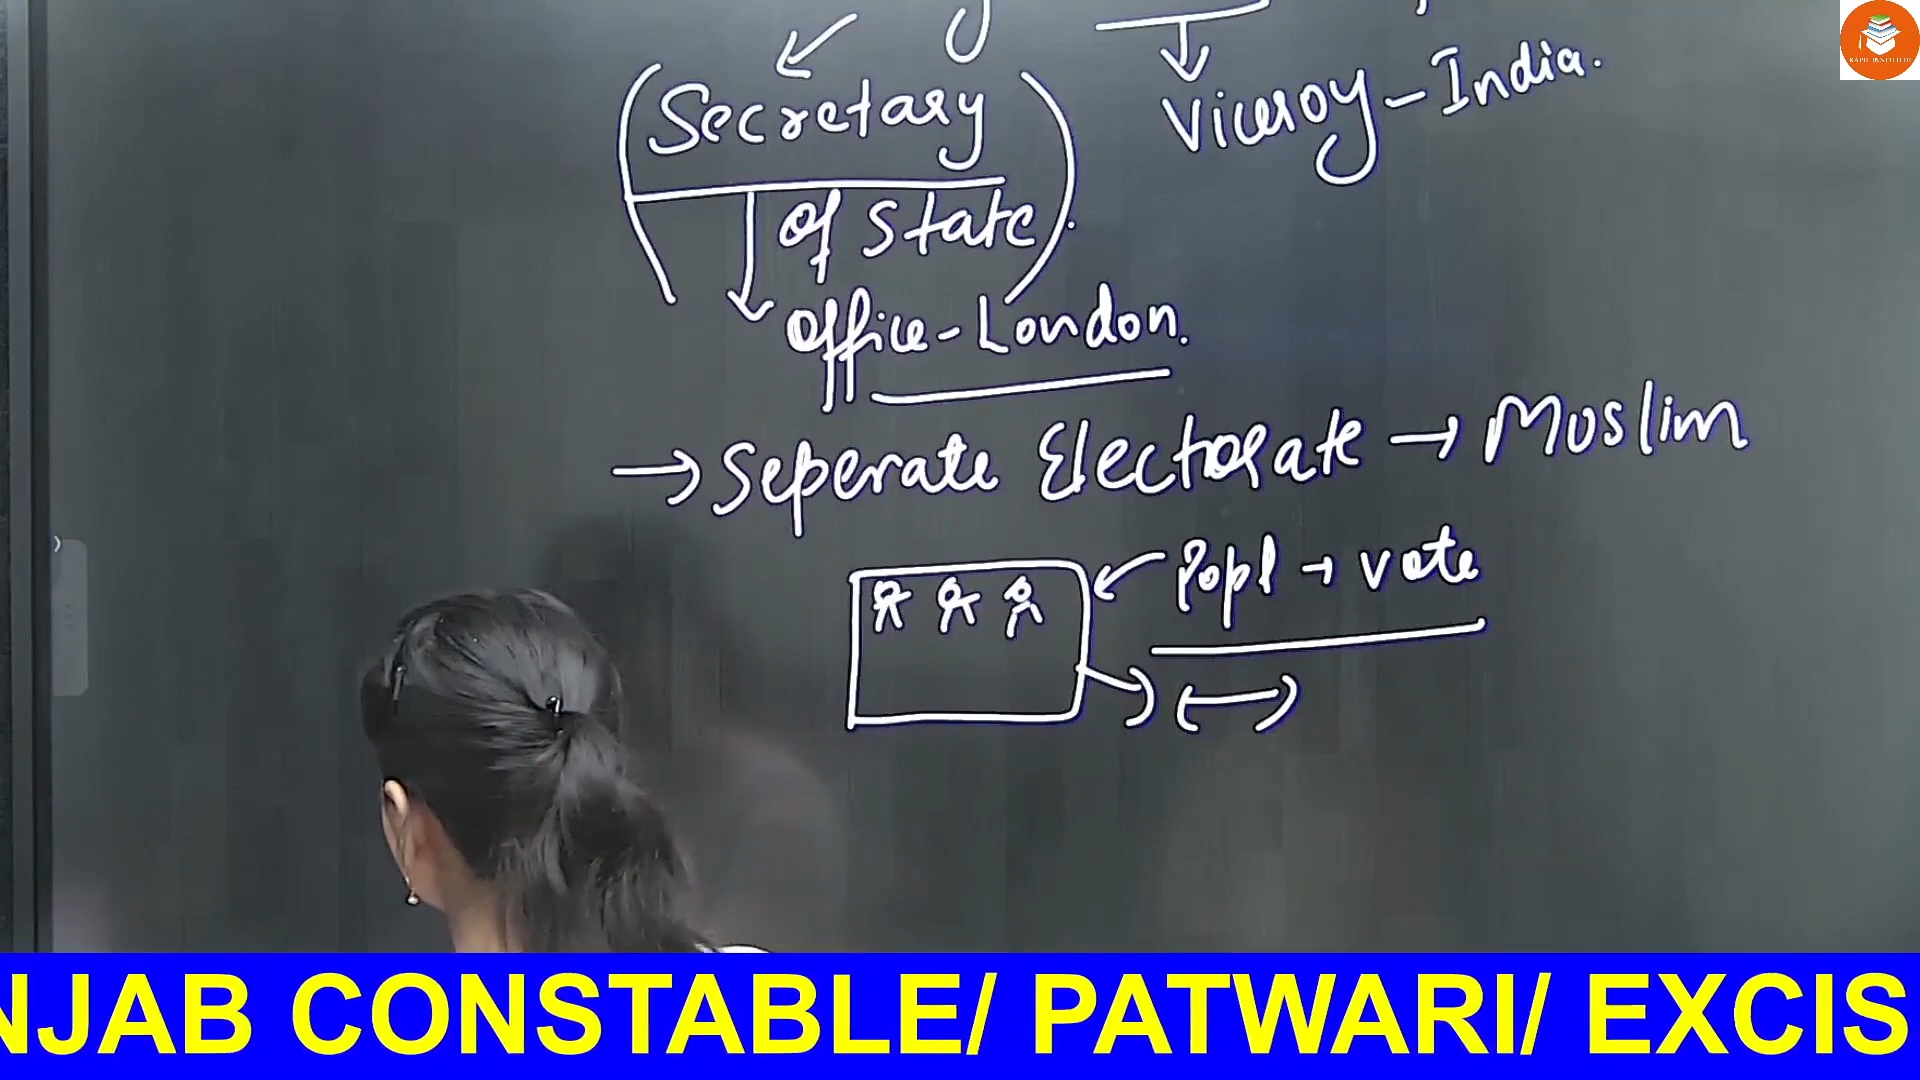 Viceroy - India.
(Secretary
of state).
Office - London.
→ Seperate Electorate → Muslim
Popl → vote
NJAB CONSTABLE/ PATWARI/ EXCIS